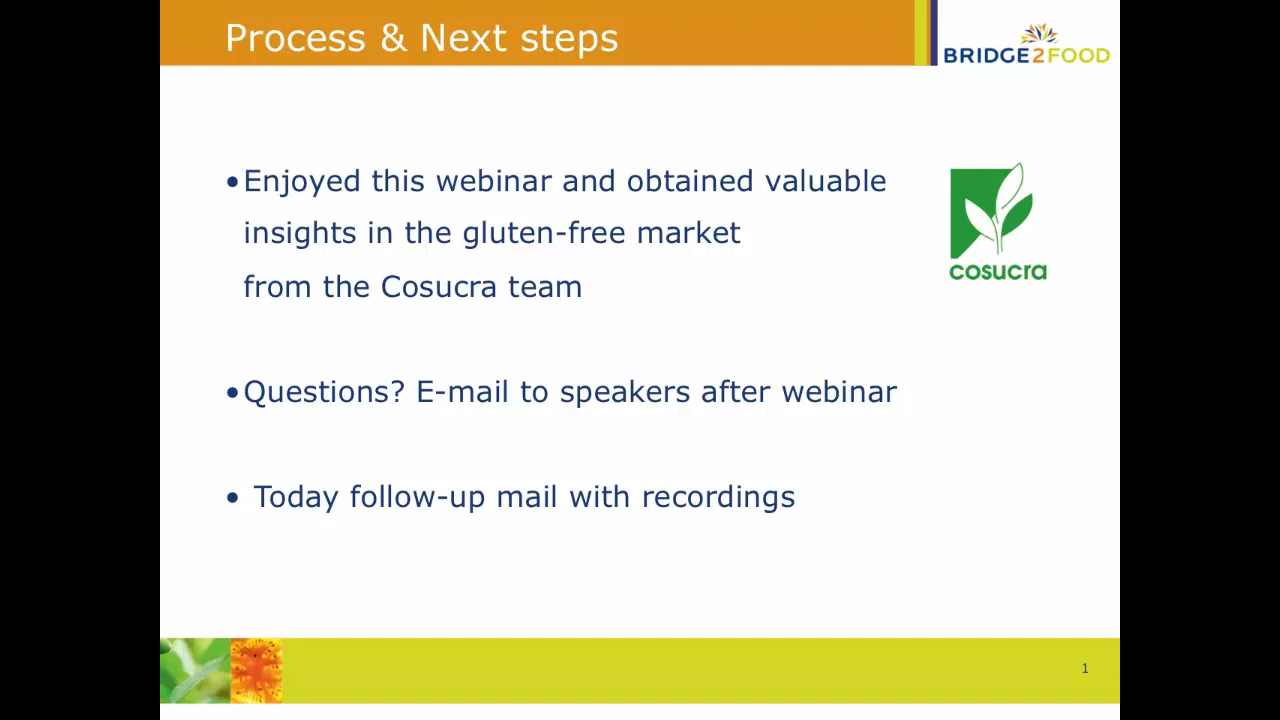 Process & Next steps
BRIDGE2FOOD
•Enjoyed this webinar and obtained valuable
insights in the gluten-free market
from the Cosucra team
cosucra
•Questions? E-mail to speakers after webinar
• Today follow-up mail with recordings
1